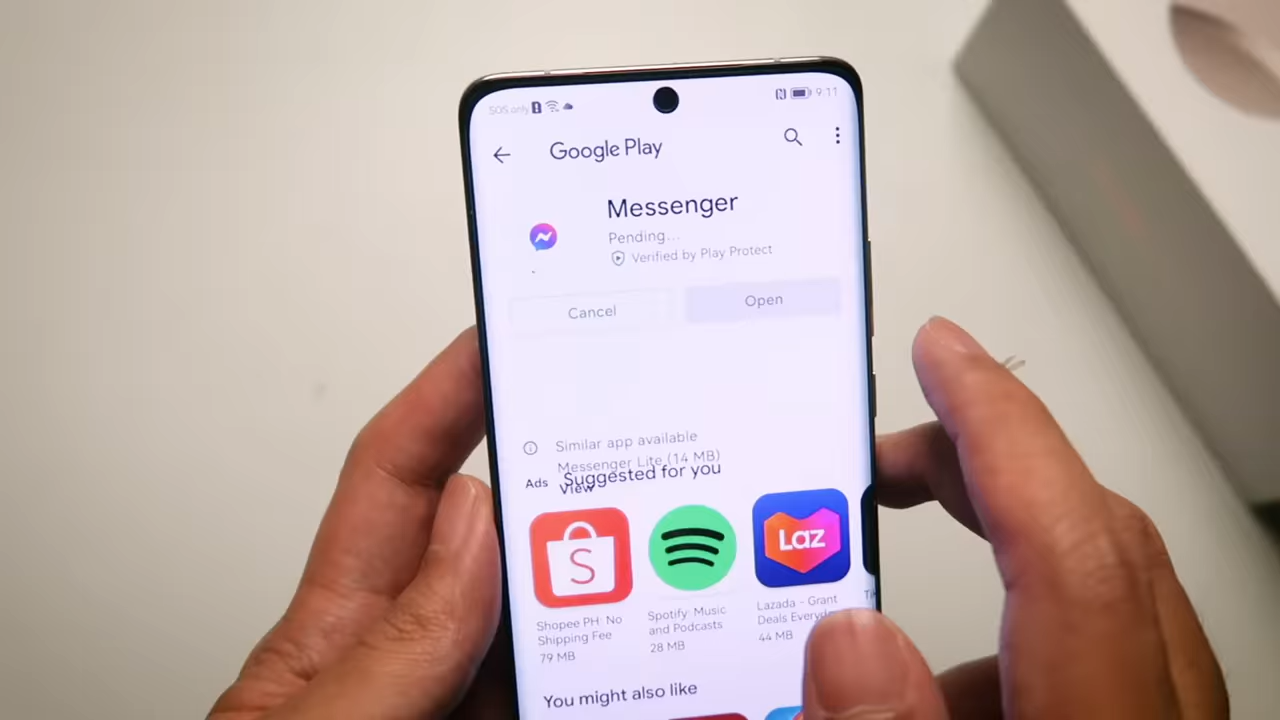 SOS only
9:11
Google Play
Messenger
Pending...
Verified by Play Protect
Cancel
Open
Similar app available
Messenger Lite (14 MB)
View
Ads
Suggested for you
S
Laz
Shopee PH: No
Shipping Fee
79 MB
Spotify: Music
and Podcasts
28 MB
Lazada - Grant
Deals Everyd
44 MB
You might also like